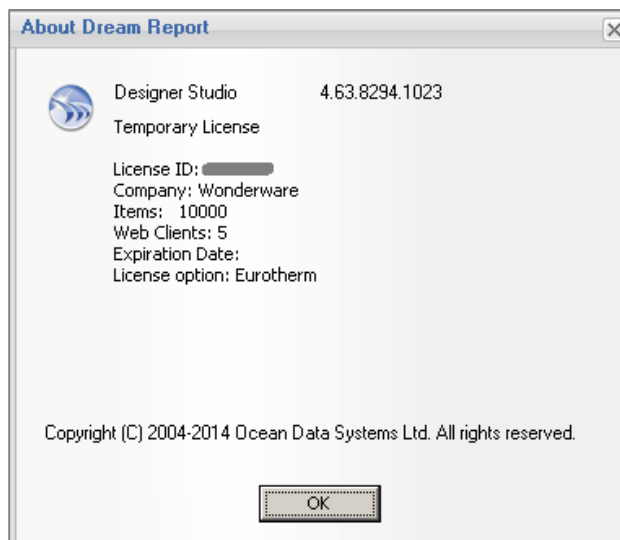 About Dream Report
Designer Studio 4.63.8294.1023
Temporary License
License ID:
Company: Wonderware
Items: 10000
Web Clients: 5
Expiration Date:
License option: Eurotherm
Copyright (C) 2004-2014 Ocean Data Systems Ltd. All rights reserved.
OK